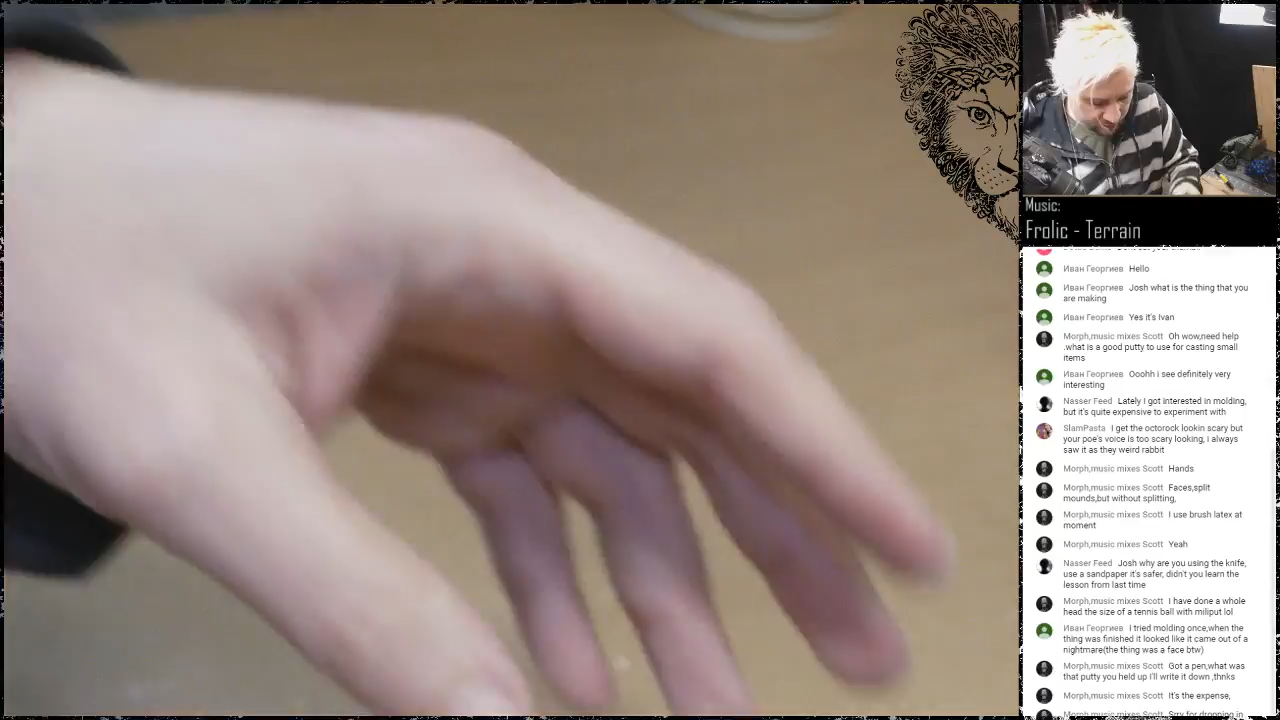 Music:
Frolic - Terrain
Иван Георгиев Hello
Иван Георгиев Josh what is the thing that you
are making
Иван Георгиев Yes it's Ivan
Morph,music mixes Scott Oh wow,need help
.what is a good putty to use for casting small
items
Иван Георгиев Ooohh i see definitely very
interesting
Nasser Feed Lately I got interested in molding,
but it's quite expensive to experiment with
SlamPasta I get the octorock lookin scary but
your poe's voice is too scary looking, i always
saw it as they weird rabbit
Morph,music mixes Scott Hands
Morph,music mixes Scott Faces,split
mounds,but without splitting,
Morph,music mixes Scott I use brush latex at
moment
Morph,music mixes Scott Yeah
Nasser Feed Josh why are you using the knife,
use a sandpaper it's safer, didn't you learn the
lesson from last time
Morph,music mixes Scott I have done a whole
head the size of a tennis ball with miliput lol
Иван Георгиев I tried molding once,when the
thing was finished it looked like it came out of a
nightmare(the thing was a face btw)
Morph,music mixes Scott Got a pen,what was
that putty you held up I'll write it down ,thnks
Morph,music mixes Scott It's the expense,
Morph,music mixes Scott Srry for dropping in